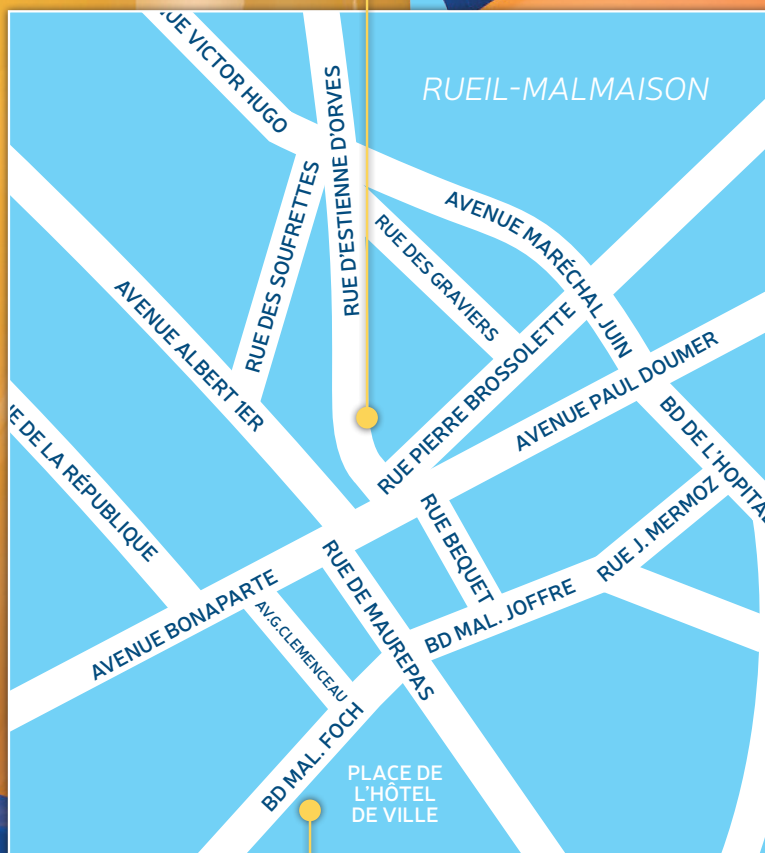 UE VICTOR HUGO
RUE D'ESTIENNE D'ORVES
RUEIL-MALMAISON
RUE DES SOUFRETTES
AVENUE MARÉCHAL JUIN
RUE DES GRAVIERS
AVENUE ALBERT 1ER
RUE PIERRE BROSSOLETTE
AVENUE PAUL DOUMER
E DE LA RÉPUBLIQUE
BD DE L'HOPITAL
RUE BEQUET
RUE J. MERMOZ
RUE DE MAUREPAS
AVENUE BONAPARTE
AV.G.CLEMENCEAU
BD MAL. JOFFRE
BD MAL. FOCH
PLACE DE
L'HÔTEL
DE VILLE